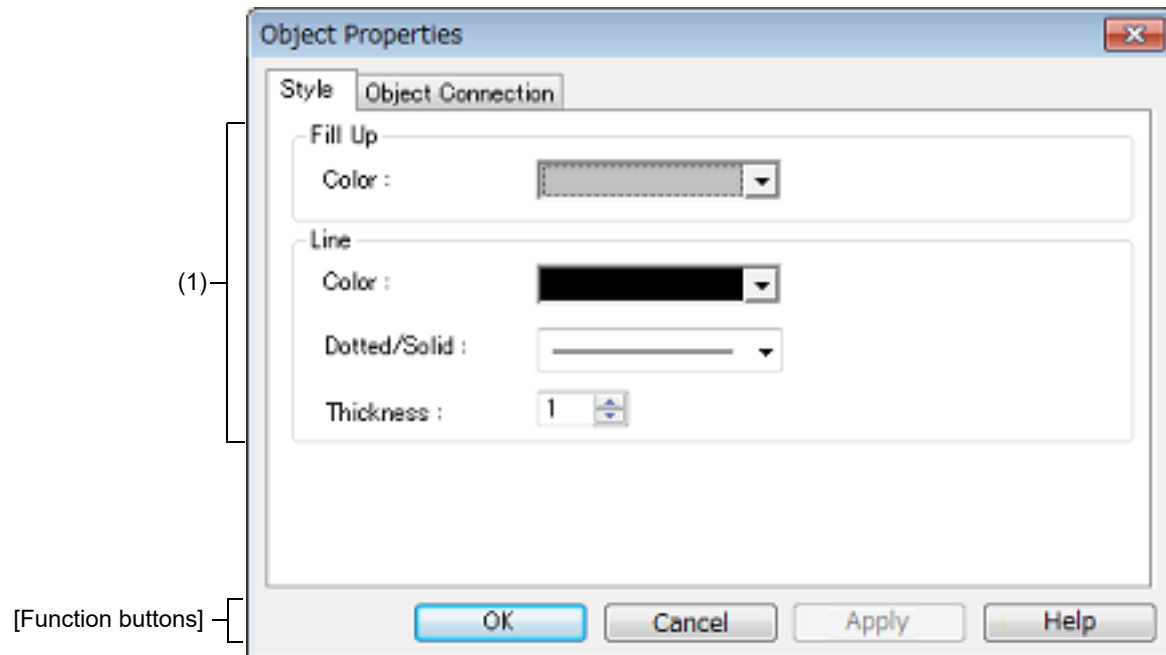 Object Properties
Style Object Connection
Fill Up
Color :
Line
(1)
Color :
Dotted/Solid :
Thickness : 1
[Function buttons]
OK Cancel Apply Help